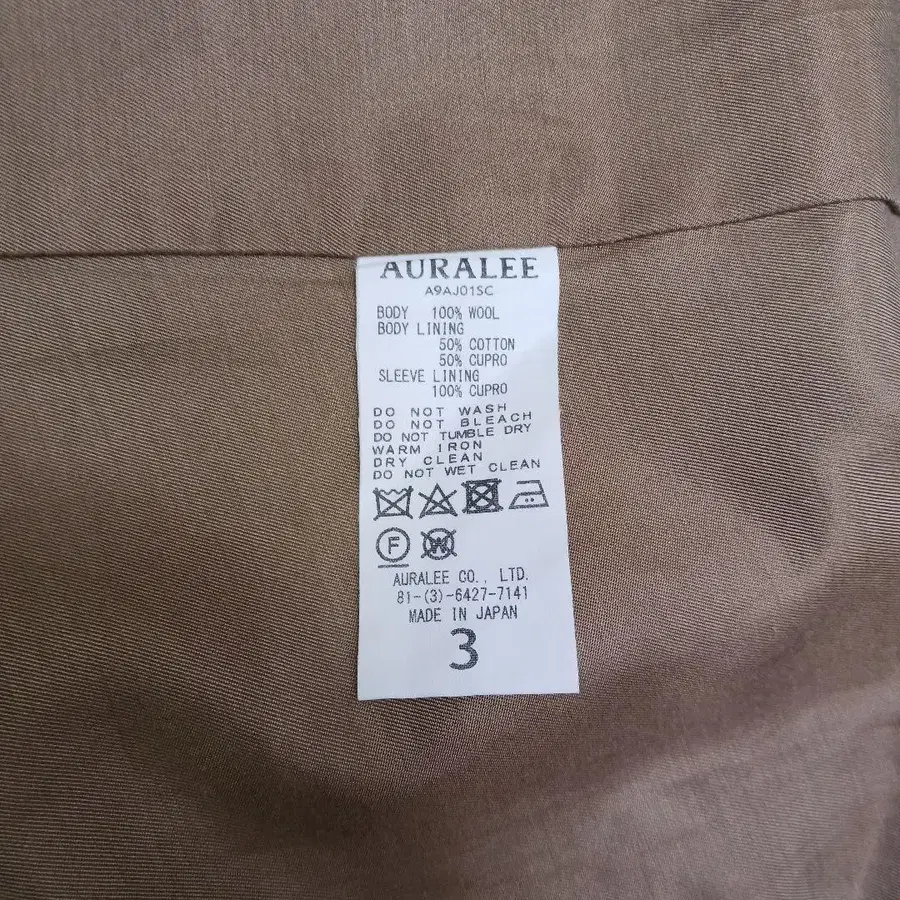 AURALEE
A9AJ01SC
BODY 100% WOOL
BODY LINING
50% COTTON
50% CUPRO
SLEEVE LINING
100% CUPRO
DO NOT WASH
DO NOT BLEACH
DO NOT TUMBLE DRY
WARM IRON
DRY CLEAN
DO NOT WET CLEAN
F W
AURALEE CO., LTD.
81-(3)-6427-7141
MADE IN JAPAN
3